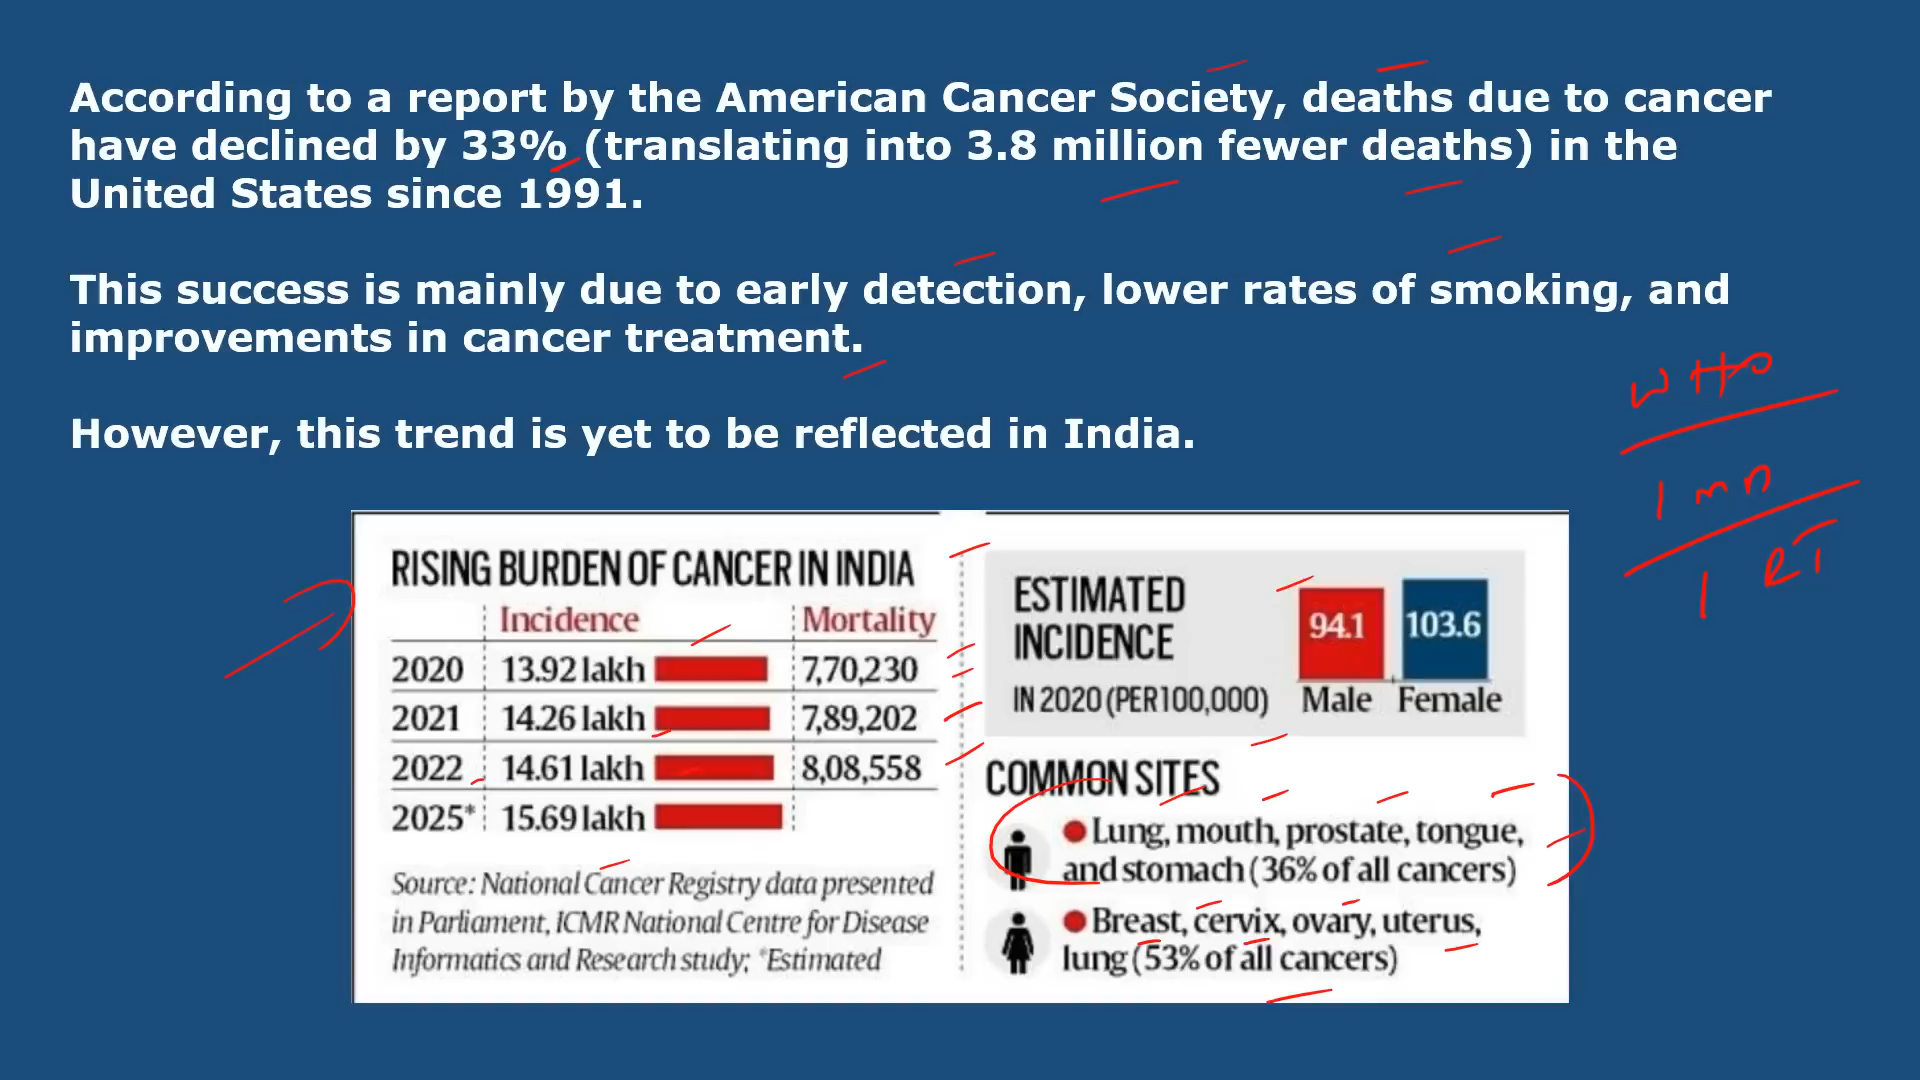 According to a report by the American Cancer Society, deaths due to cancer
have declined by 33% (translating into 3.8 million fewer deaths) in the
United States since 1991.
This success is mainly due to early detection, lower rates of smoking, and
improvements in cancer treatment.
However, this trend is yet to be reflected in India.
WHO
1 mn
1 RT
RISING BURDEN OF CANCER IN INDIA
Incidence Mortality
2020 13.92 lakh 7,70,230
2021 14.26 lakh 7,89,202
2022 14.61 lakh 8,08,558
2025* 15.69 lakh
Source: National Cancer Registry data presented
in Parliament, ICMR National Centre for Disease
Informatics and Research study; *Estimated
ESTIMATED
INCIDENCE
IN 2020 (PER 100,000)
94.1 103.6
Male Female
COMMON SITES
Lung, mouth, prostate, tongue,
and stomach (36% of all cancers)
Breast, cervix, ovary, uterus,
lung (53% of all cancers)